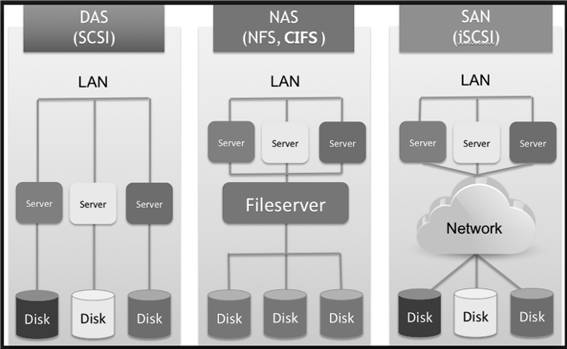 DAS
(SCSI)
LAN
Server
Server
Server
Disk
Disk
Disk
NAS
(NFS, CIFS )
LAN
Server
Server
Server
Fileserver
Disk
Disk
Disk
SAN
(iSCSI)
LAN
Server
Server
Server
Network
Disk
Disk
Disk